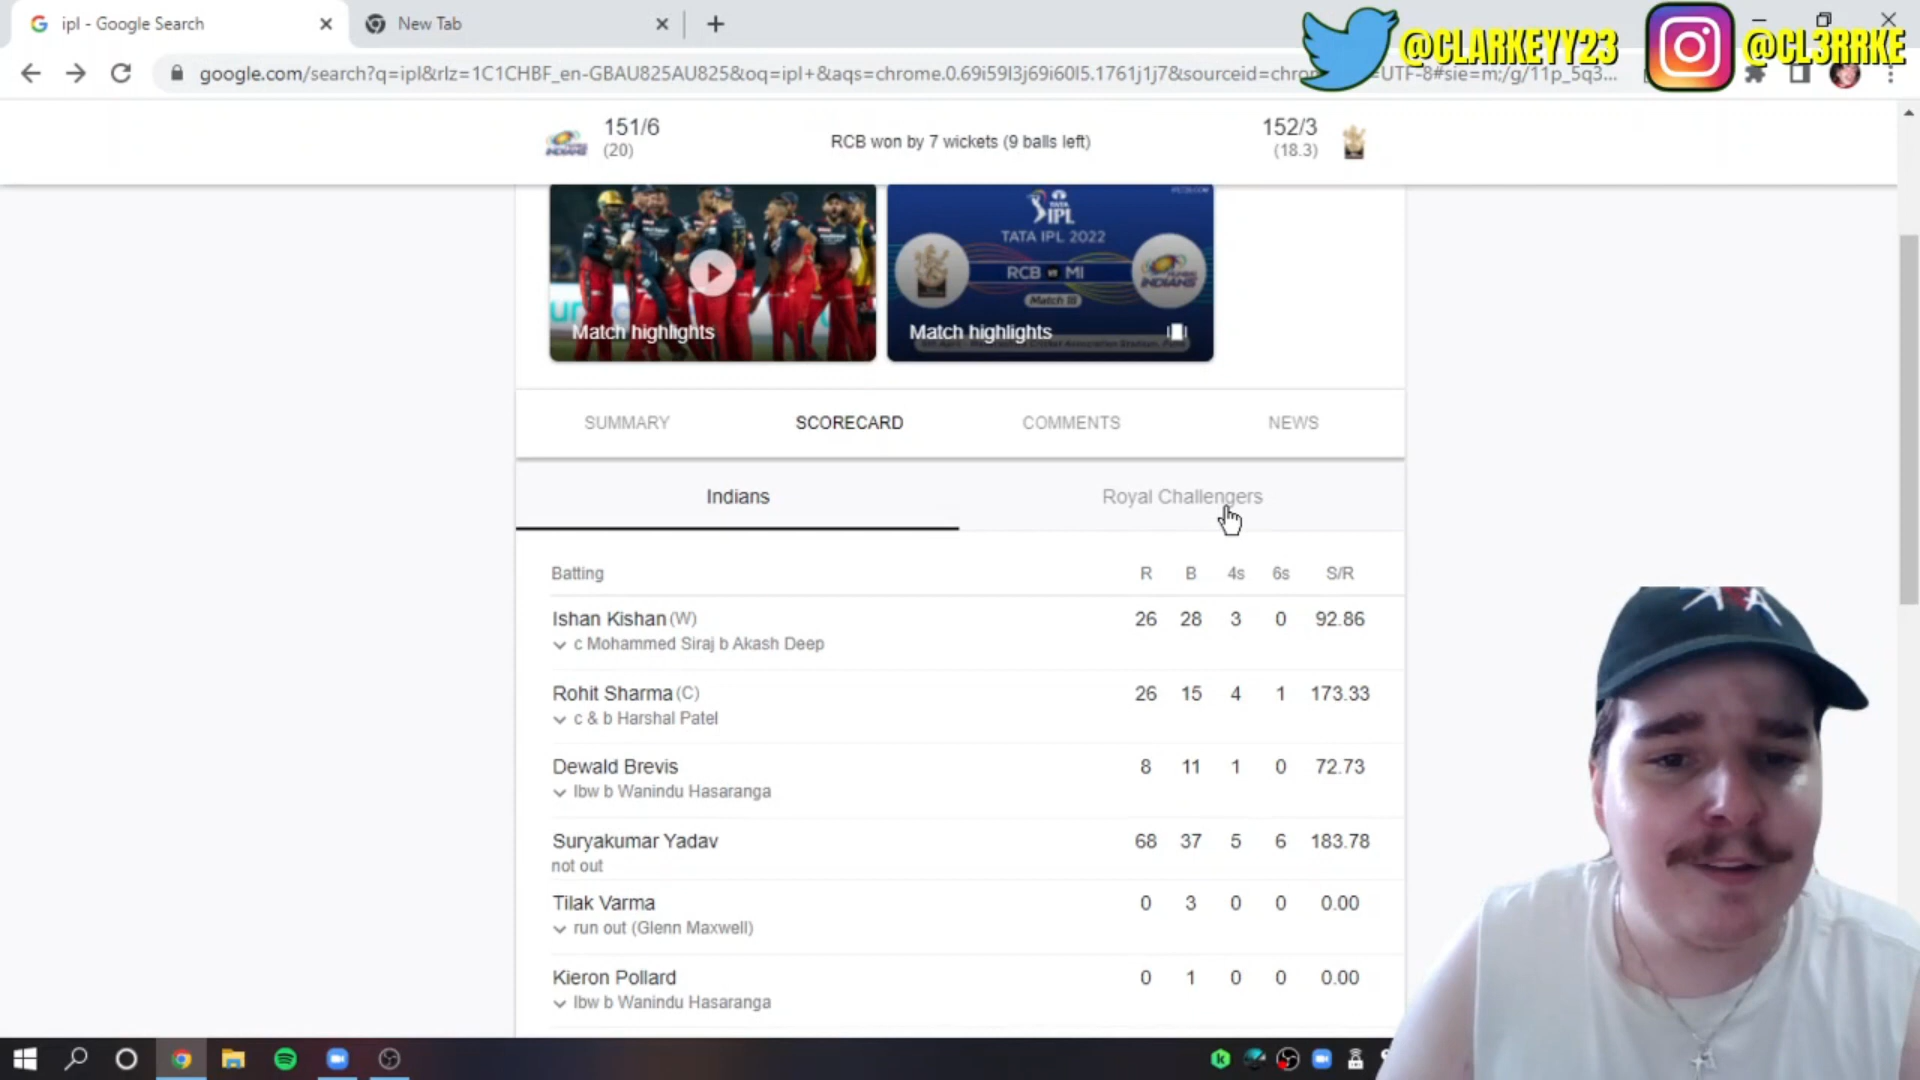 ipl - Google Search
New Tab
@CLARKEYY23
@CL3RRKE
google.com/search?q=ipl&rlz=1C1CHBF_en-GBAU825AU825&oq=ipl+&aqs=chrome.0.69i59l3j69i60l5.1761j1j7&sourceid=chro
=UTF-8#sie=m;/g/11p_5q3...
151/6
(20)
RCB won by 7 wickets (9 balls left)
152/3
(18.3)
INDIANS
Match highlights
IPL
TATA IPL 2022
RCB vs MI
INDIANS
Match 18
Match highlights
SUMMARY
SCORECARD
COMMENTS
NEWS
Indians
Royal Challengers
Batting R B 4s 6s S/R
Ishan Kishan (W) 26 28 3 0 92.86
c Mohammed Siraj b Akash Deep
Rohit Sharma (C) 26 15 4 1 173.33
c & b Harshal Patel
Dewald Brevis 8 11 1 0 72.73
lbw b Wanindu Hasaranga
Suryakumar Yadav 68 37 5 6 183.78
not out
Tilak Varma 0 3 0 0 0.00
run out (Glenn Maxwell)
Kieron Pollard 0 1 0 0 0.00
lbw b Wanindu Hasaranga